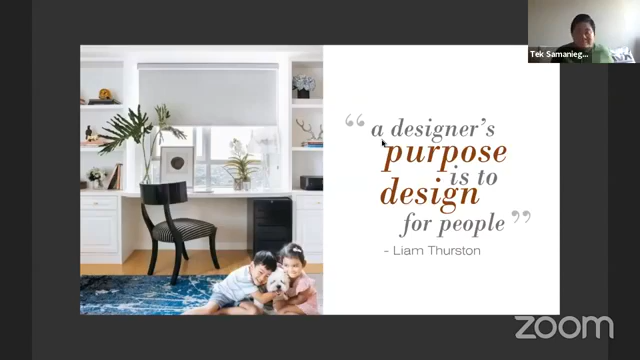 Tek Samanieg...
“ a designer's
purpose
is to
design
for people ”
- Liam Thurston
zoom